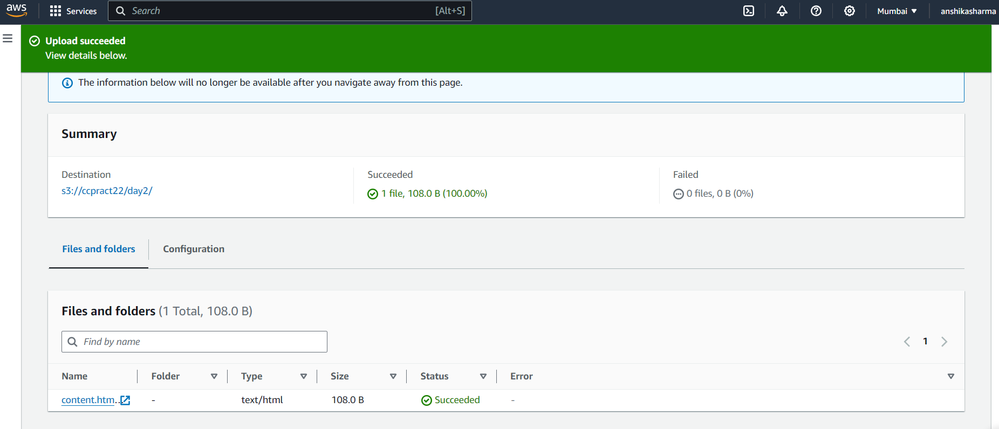 aws Services Search [Alt+S] Mumbai anshikasharma
Upload succeeded
View details below.
The information below will no longer be available after you navigate away from this page.
Summary
Destination Succeeded Failed
s3://ccpract22/day2/ 1 file, 108.0 B (100.00%) 0 files, 0 B (0%)
Files and folders Configuration
Files and folders (1 Total, 108.0 B)
Find by name 1
Name Folder Type Size Status Error
content.htm... - text/html 108.0 B Succeeded -